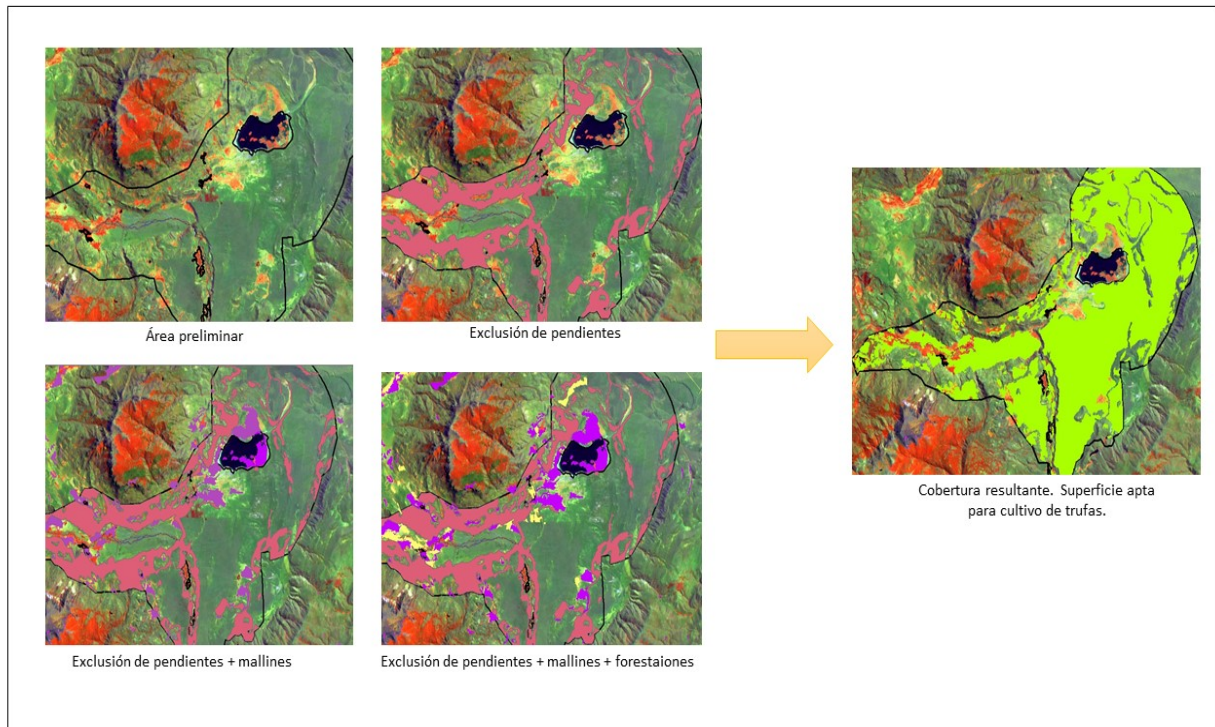 Área preliminar
Exclusión de pendientes
Exclusión de pendientes + mallines
Exclusión de pendientes + mallines + forestaiones
Cobertura resultante. Superficie apta
para cultivo de trufas.